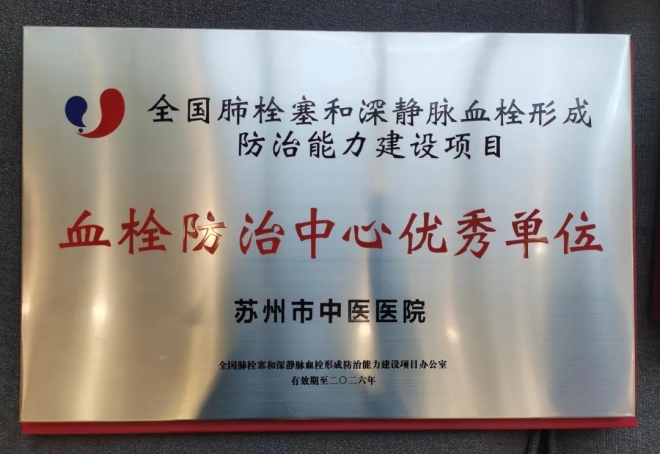 全国肺栓塞和深静脉血栓形成
防治能力建设项目
血栓防治中心优秀单位
苏州市中医医院
全国肺栓塞和深静脉血栓形成防治能力建设项目办公室
有效期至二〇二六年